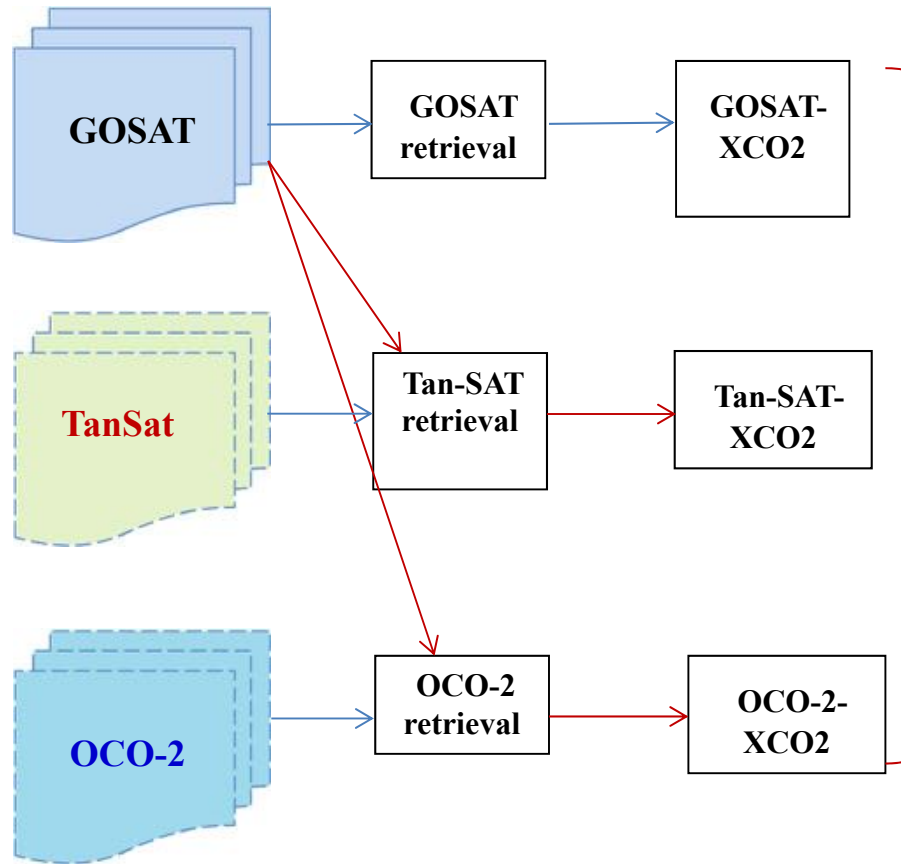 GOSAT
GOSAT
retrieval
GOSAT-
XCO2
TanSat
Tan-SAT
retrieval
Tan-SAT-
XCO2
OCO-2
OCO-2
retrieval
OCO-2-
XCO2